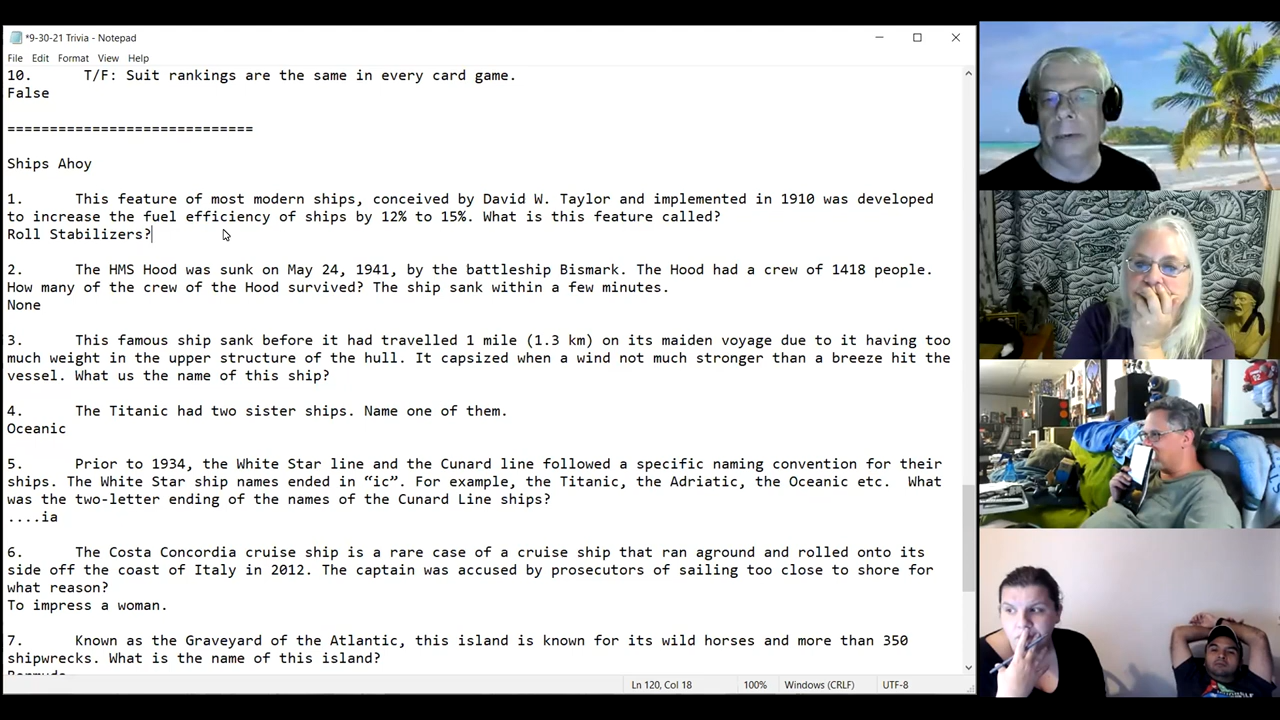 *9-30-21 Trivia - Notepad
File Edit Format View Help
10. T/F: Suit rankings are the same in every card game.
False
=============================
Ships Ahoy
1. This feature of most modern ships, conceived by David W. Taylor and implemented in 1910 was developed
to increase the fuel efficiency of ships by 12% to 15%. What is this feature called?
Roll Stabilizers?
2. The HMS Hood was sunk on May 24, 1941, by the battleship Bismark. The Hood had a crew of 1418 people.
How many of the crew of the Hood survived? The ship sank within a few minutes.
None
3. This famous ship sank before it had travelled 1 mile (1.3 km) on its maiden voyage due to it having too
much weight in the upper structure of the hull. It capsized when a wind not much stronger than a breeze hit the
vessel. What us the name of this ship?
4. The Titanic had two sister ships. Name one of them.
Oceanic
5. Prior to 1934, the White Star line and the Cunard line followed a specific naming convention for their
ships. The White Star ship names ended in “ic”. For example, the Titanic, the Adriatic, the Oceanic etc. What
was the two-letter ending of the names of the Cunard Line ships?
....ia
6. The Costa Concordia cruise ship is a rare case of a cruise ship that ran aground and rolled onto its
side off the coast of Italy in 2012. The captain was accused by prosecutors of sailing too close to shore for
what reason?
To impress a woman.
7. Known as the Graveyard of the Atlantic, this island is known for its wild horses and more than 350
shipwrecks. What is the name of this island?
Bermuda
Ln 120, Col 18 100% Windows (CRLF) UTF-8